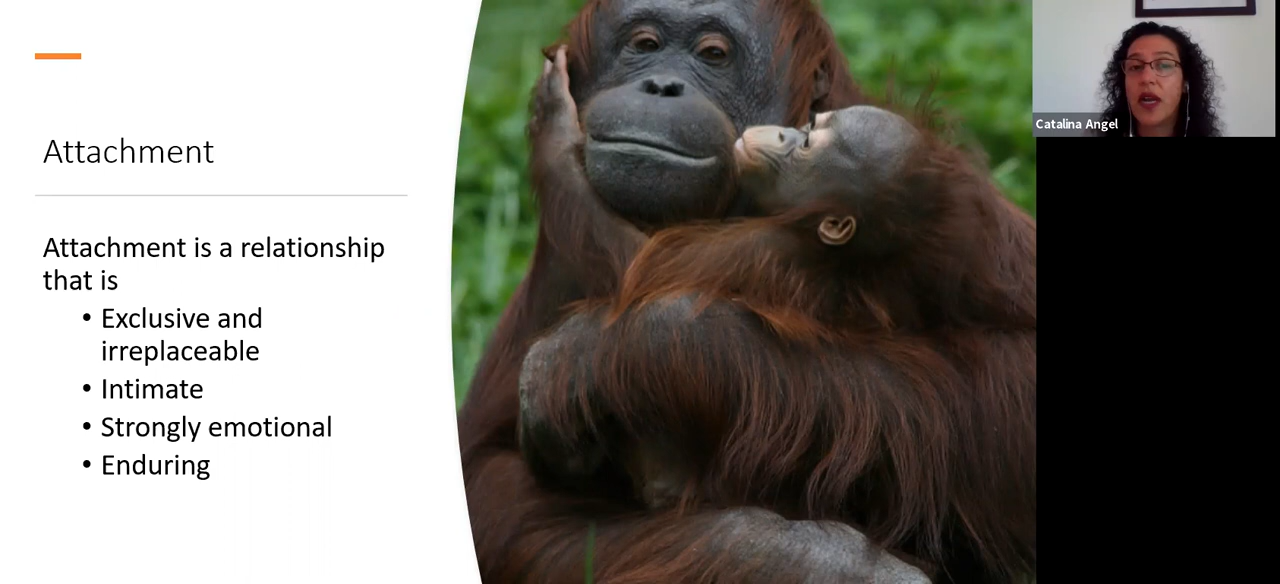 Attachment
Attachment is a relationship
that is
• Exclusive and
irreplaceable
• Intimate
• Strongly emotional
• Enduring
Catalina Angel